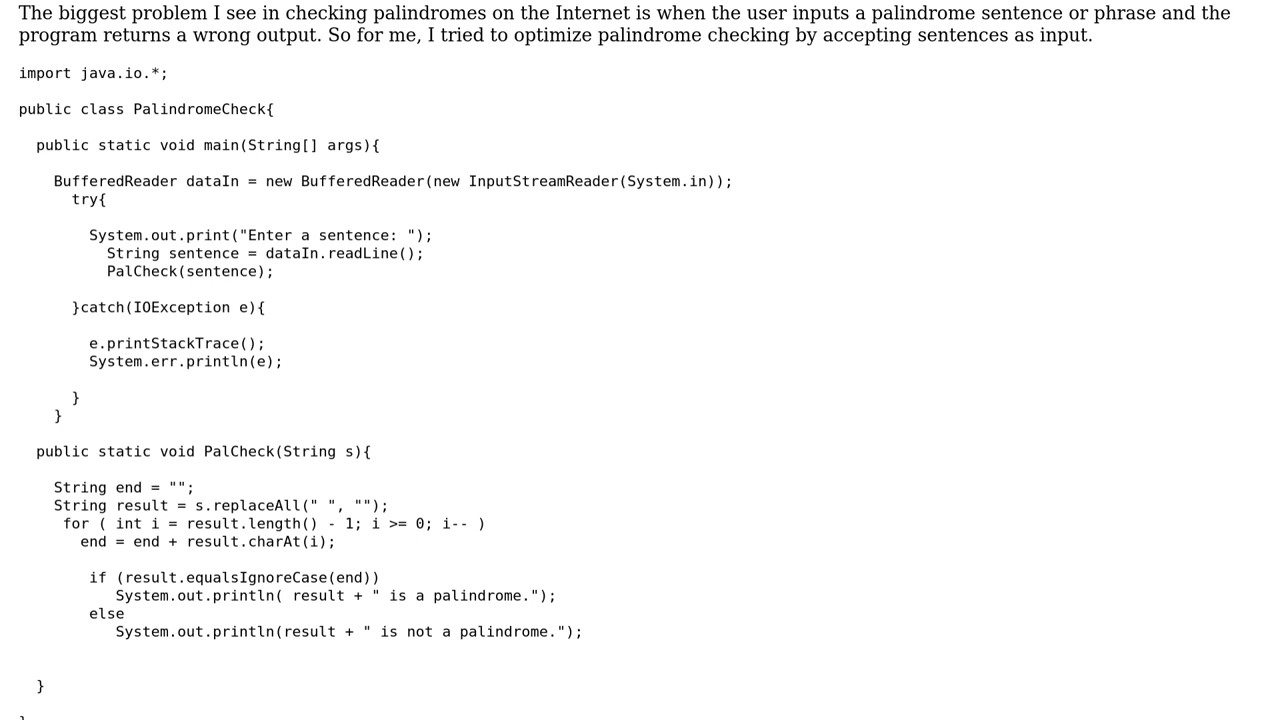 The biggest problem I see in checking palindromes on the Internet is when the user inputs a palindrome sentence or phrase and the
program returns a wrong output. So for me, I tried to optimize palindrome checking by accepting sentences as input.
import java.io.*;
public class PalindromeCheck{
  public static void main(String[] args){
    BufferedReader dataIn = new BufferedReader(new InputStreamReader(System.in));
      try{
        System.out.print("Enter a sentence: ");
          String sentence = dataIn.readLine();
          PalCheck(sentence);
      }catch(IOException e){
        e.printStackTrace();
        System.err.println(e);
      }
    }
  public static void PalCheck(String s){
    String end = "";
    String result = s.replaceAll(" ", "");
     for ( int i = result.length() - 1; i >= 0; i-- )
       end = end + result.charAt(i);
        if (result.equalsIgnoreCase(end))
           System.out.println( result + " is a palindrome.");
        else
           System.out.println(result + " is not a palindrome.");
  }
}